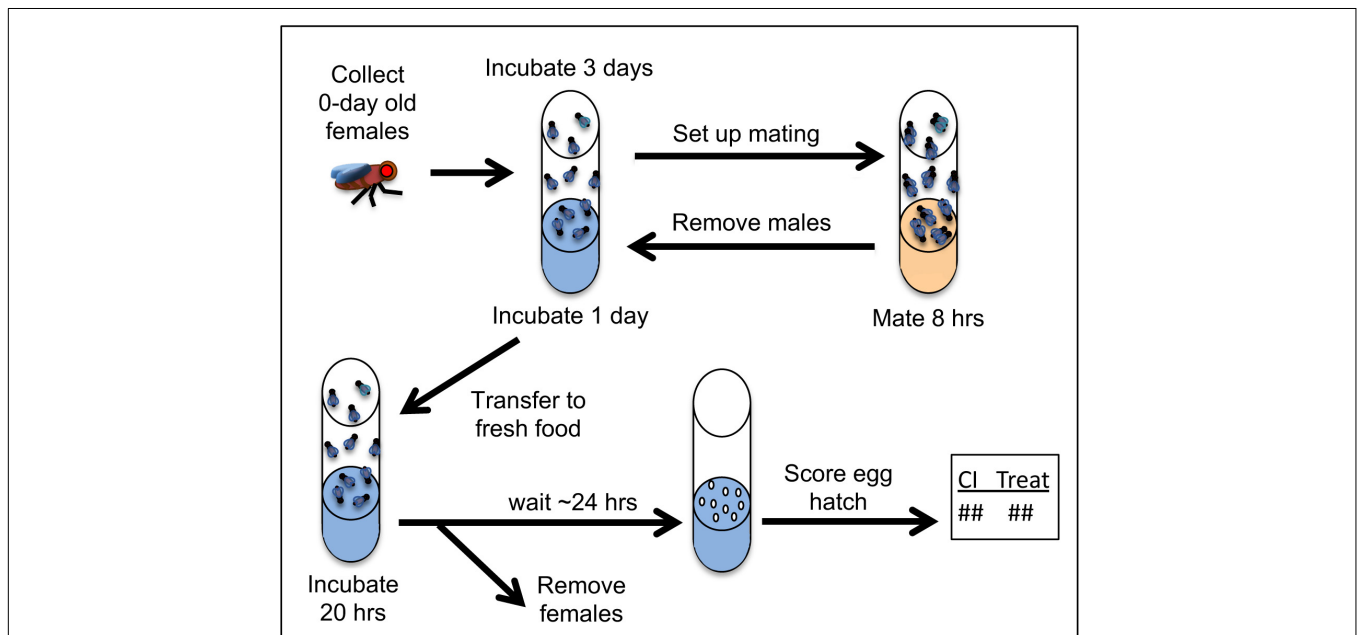 Collect
0-day old
females
Incubate 3 days
Set up mating
Remove males
Incubate 1 day
Mate 8 hrs
Transfer to
fresh food
Incubate
20 hrs
wait ~24 hrs
Remove
females
Score egg
hatch
CI Treat
## ##